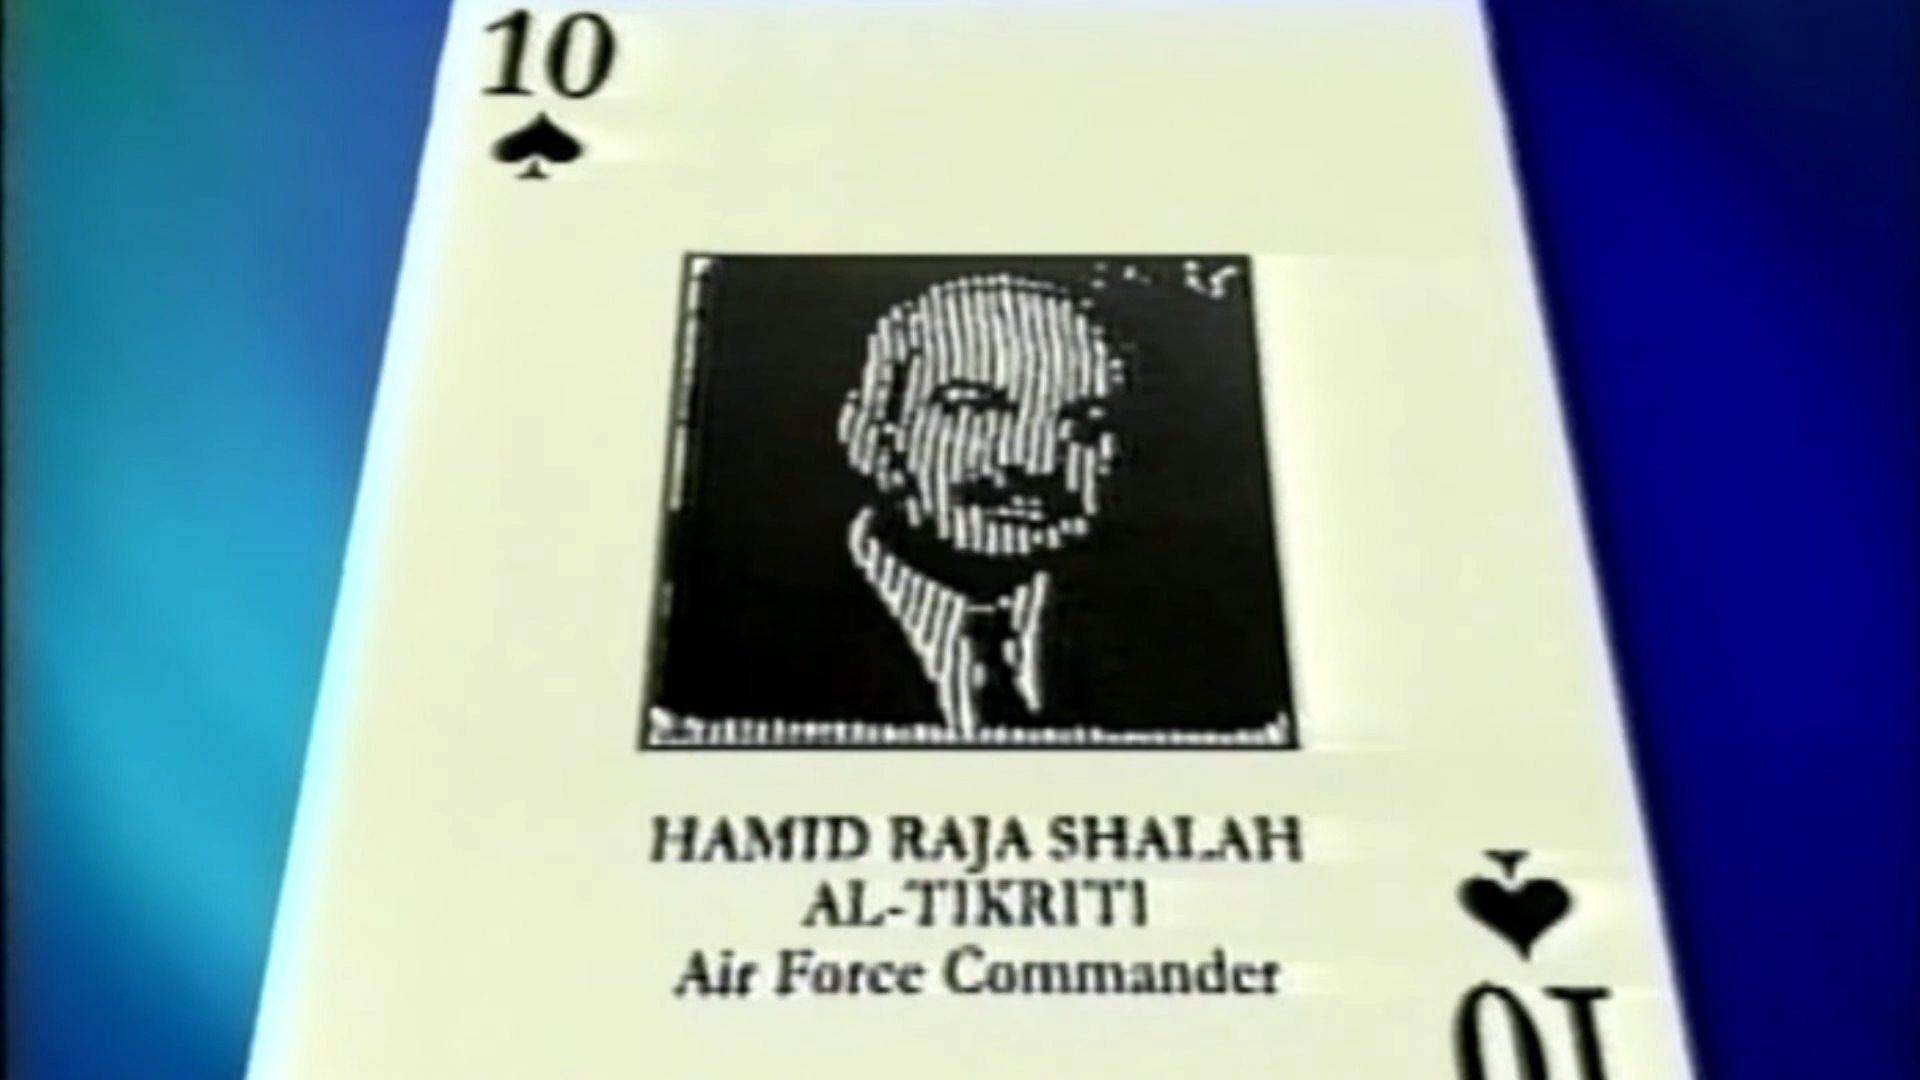 10
HAMID RAJA SHALAH
AL-TIKRITI
Air Force Commander
10